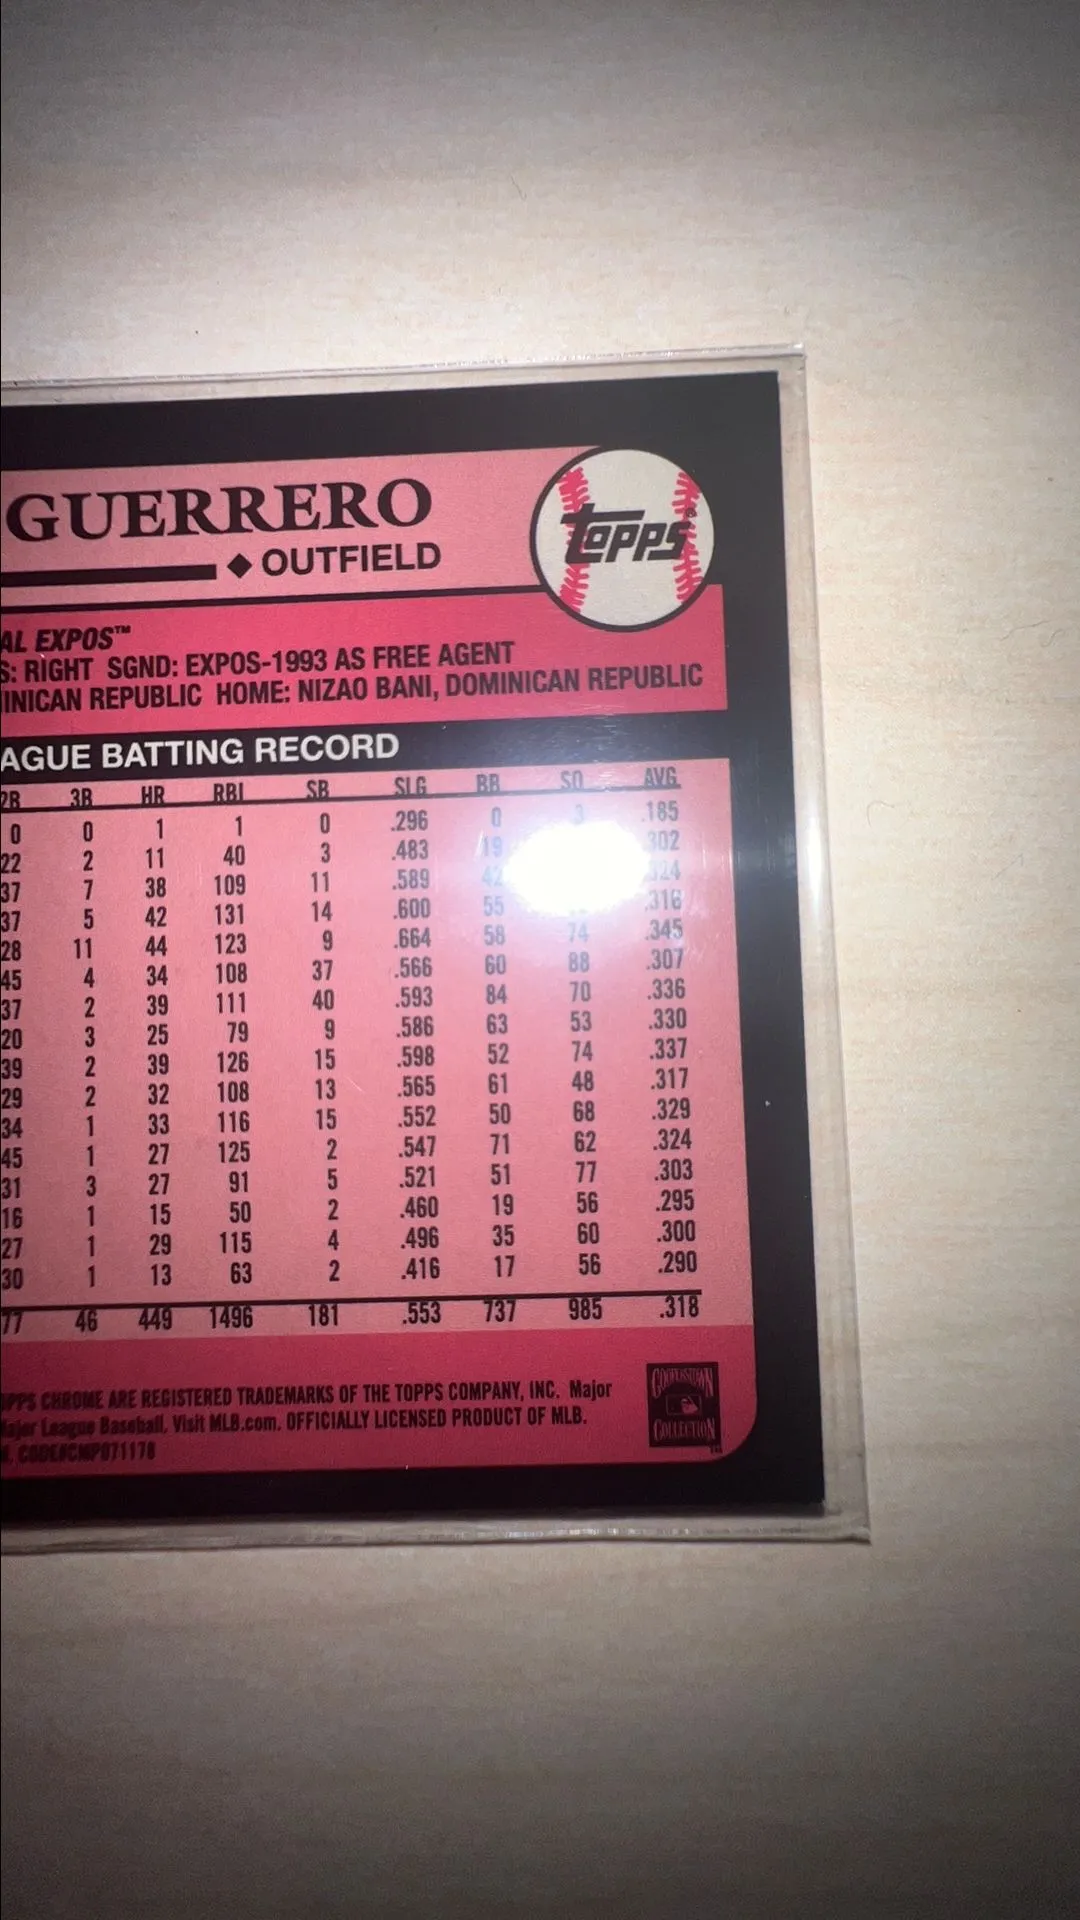 GUERRERO
OUTFIELD
TOPPS
AL EXPOS™
S: RIGHT SGND: EXPOS-1993 AS FREE AGENT
INICAN REPUBLIC HOME: NIZAO BANI, DOMINICAN REPUBLIC
AGUE BATTING RECORD
2B 3B HR RBI SB SLG BB SO AVG
0 0 1 1 0 .296 0 3 .185
22 2 11 40 3 .483 19 .302
37 7 38 109 11 .589 42 .324
37 5 42 131 14 .600 55 .316
28 11 44 123 9 .664 58 74 .345
45 4 34 108 37 .566 60 88 .307
37 2 39 111 40 .593 84 70 .336
20 3 25 79 9 .586 63 53 .330
39 2 39 126 15 .598 52 74 .337
29 2 32 108 13 .565 61 48 .317
34 1 33 116 15 .552 50 68 .329
45 1 27 125 2 .547 71 62 .324
31 3 27 91 5 .521 51 77 .303
16 1 15 50 2 .460 19 56 .295
27 1 29 115 4 .496 35 60 .300
30 1 13 63 2 .416 17 56 .290
77 46 449 1496 181 .553 737 985 .318
OPPS CHROME ARE REGISTERED TRADEMARKS OF THE TOPPS COMPANY, INC. Major
Major League Baseball. Visit MLB.com. OFFICIALLY LICENSED PRODUCT OF MLB.
CODE#CMP071178
COOPERSTOWN
COLLECTION